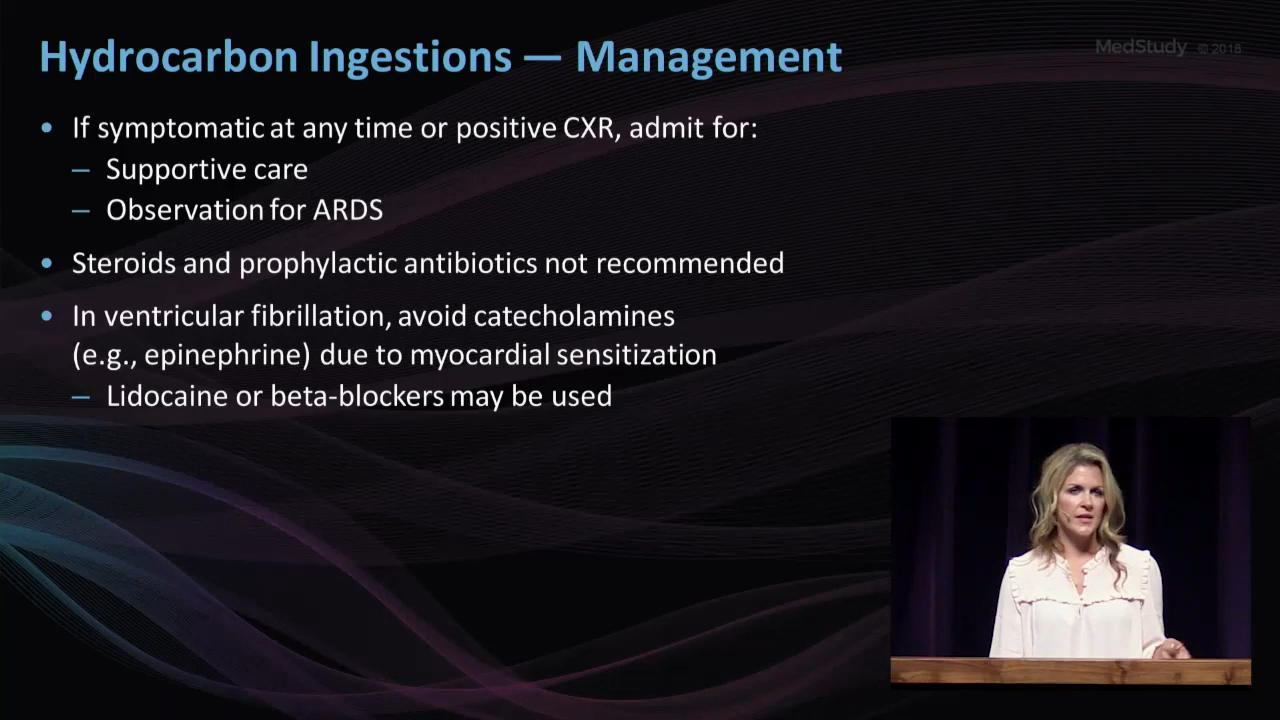 Hydrocarbon Ingestions — Management
MedStudy © 2018
• If symptomatic at any time or positive CXR, admit for:
– Supportive care
– Observation for ARDS
• Steroids and prophylactic antibiotics not recommended
• In ventricular fibrillation, avoid catecholamines
(e.g., epinephrine) due to myocardial sensitization
– Lidocaine or beta-blockers may be used